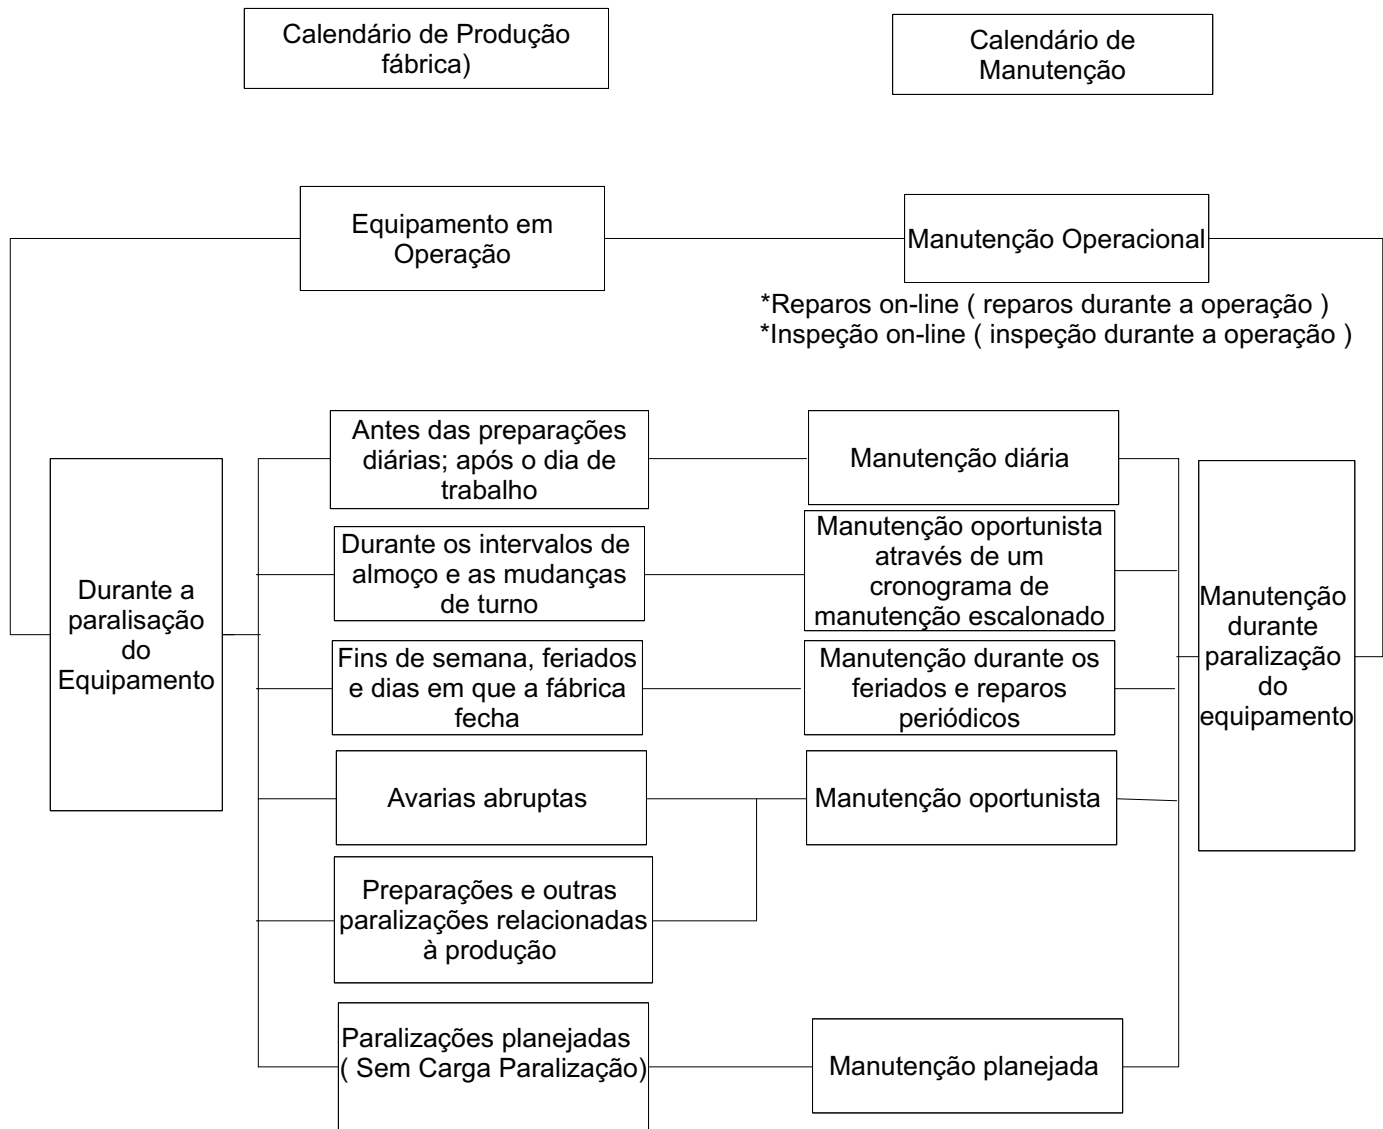 Calendário de Produção
fábrica)
Calendário de
Manutenção
Equipamento em
Operação
Manutenção Operacional
*Reparos on-line ( reparos durante a operação )
*Inspeção on-line ( inspeção durante a operação )
Durante a
paralisação
do
Equipamento
Antes das preparações
diárias; após o dia de
trabalho
Manutenção diária
Durante os intervalos de
almoço e as mudanças
de turno
Manutenção oportunista
através de um
cronograma de
manutenção escalonado
Fins de semana, feriados
e dias em que a fábrica
fecha
Manutenção durante os
feriados e reparos
periódicos
Avarias abruptas
Manutenção oportunista
Preparações e outras
paralizações relacionadas
à produção
Paralizações planejadas
( Sem Carga Paralização)
Manutenção planejada
Manutenção
durante
paralização
do
equipamento